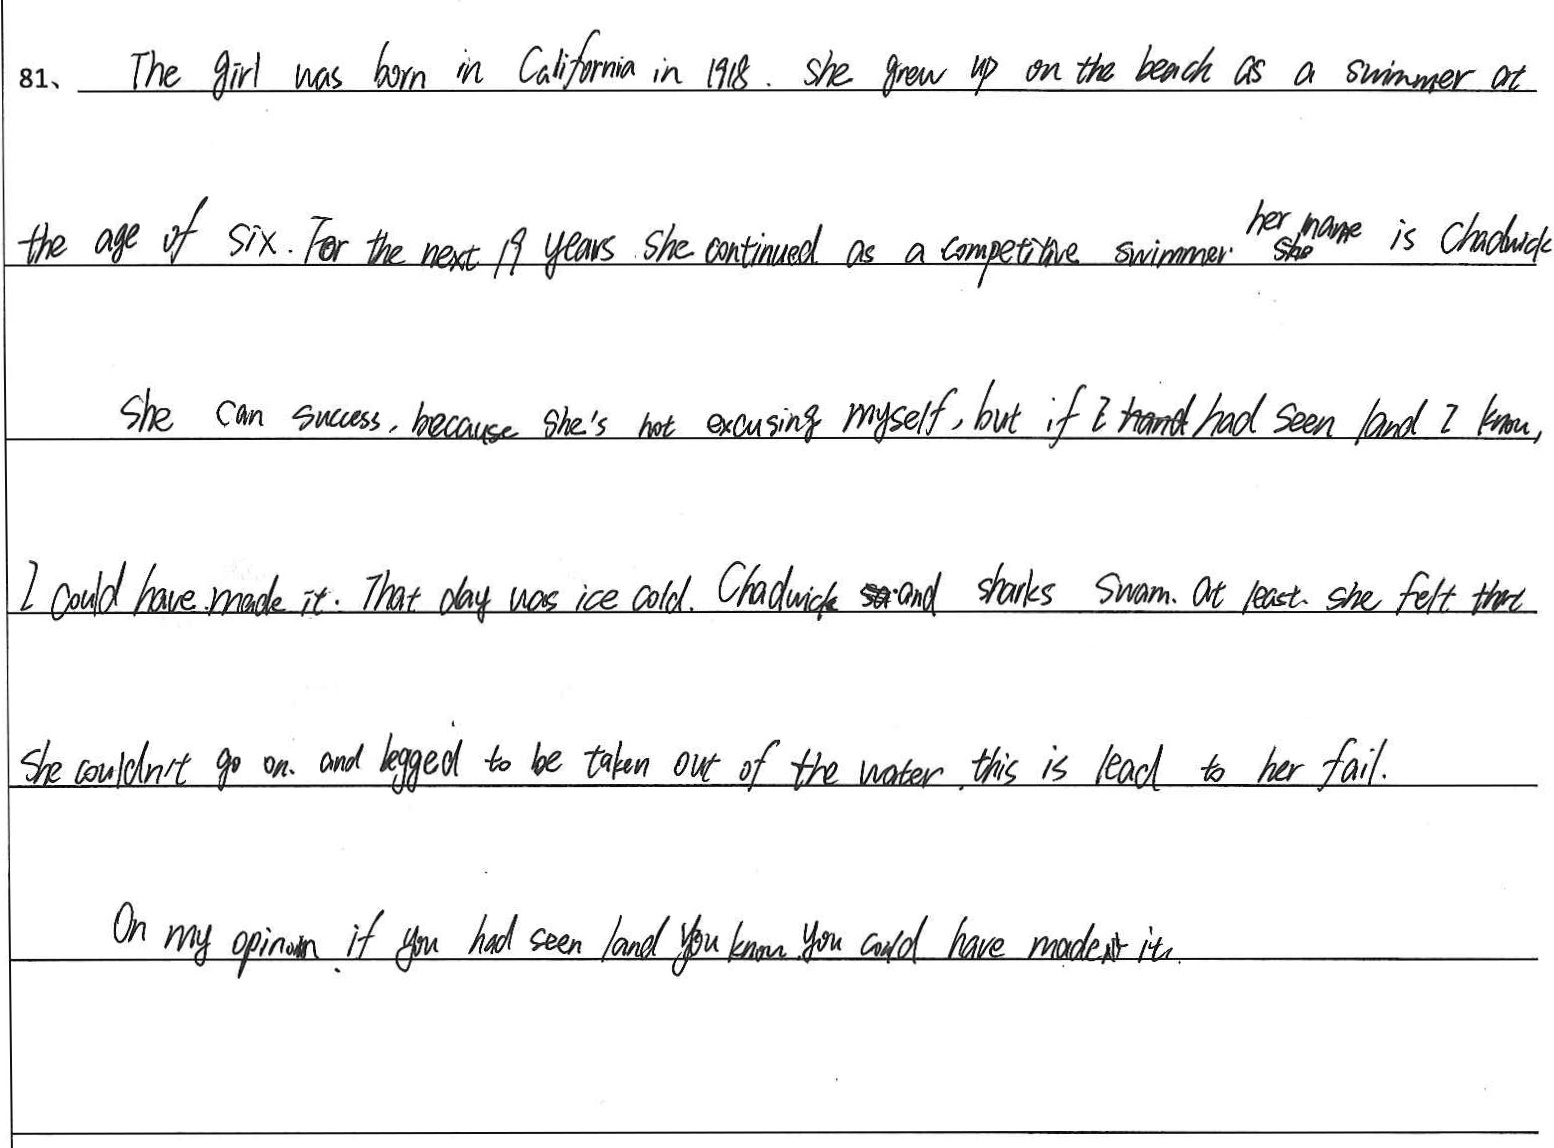 81、 The girl was born in California in 1918. she grew up on the beach as a swimmer at
the age of six. For the next 19 years she continued as a competitive swimmer. her name is Chadwick
She can success, because she's not excusing myself, but if I had seen land I know,
I could have made it. That day was ice cold. Chadwick and sharks swam. at least she felt that
she couldn't go on. and begged to be taken out of the water, this is lead to her fail.
On my opinion, if you had seen land you know you could have made it.